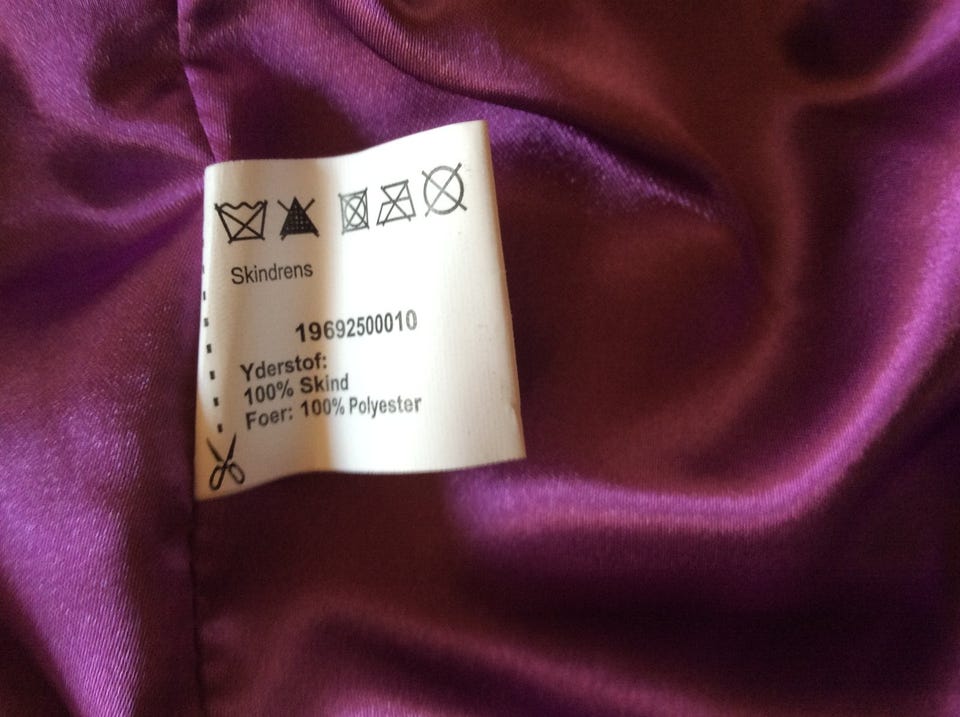 Skindrens
19692500010
Yderstof:
100% Skind
Foer: 100% Polyester